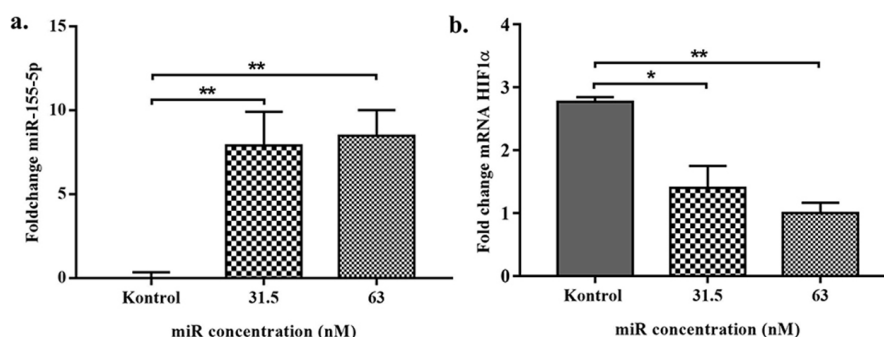 a.
Foldchange miR-155-5p
15
10
5
0
**
**
Kontrol 31.5 63
miR concentration (nM)
b.
Fold change mRNA HIF1α
4
3
2
1
0
**
*
Kontrol 31.5 63
miR concentration (nM)